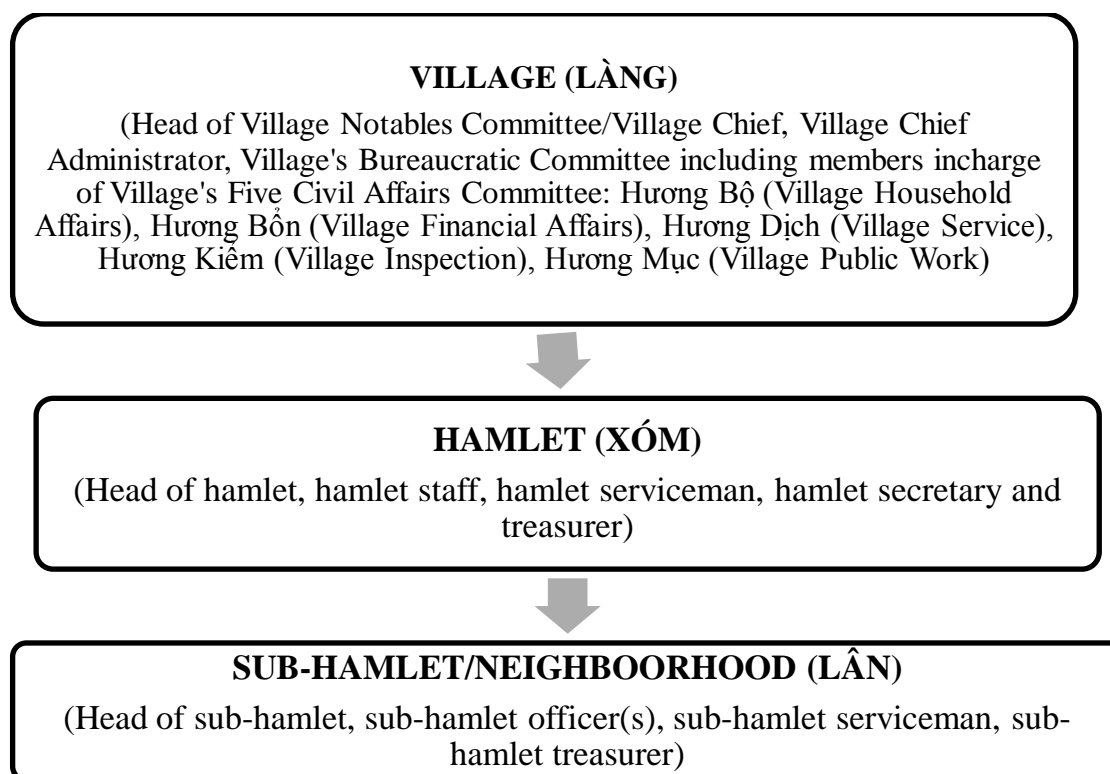 VILLAGE (LÀNG)
(Head of Village Notables Committee/Village Chief, Village Chief
Administrator, Village's Bureaucratic Committee including members incharge
of Village's Five Civil Affairs Committee: Hương Bộ (Village Household
Affairs), Hương Bổn (Village Financial Affairs), Hương Dịch (Village Service),
Hương Kiểm (Village Inspection), Hương Mục (Village Public Work)
HAMLET (XÓM)
(Head of hamlet, hamlet staff, hamlet serviceman, hamlet secretary and
treasurer)
SUB-HAMLET/NEIGHBOORHOOD (LÂN)
(Head of sub-hamlet, sub-hamlet officer(s), sub-hamlet serviceman, sub-
hamlet treasurer)